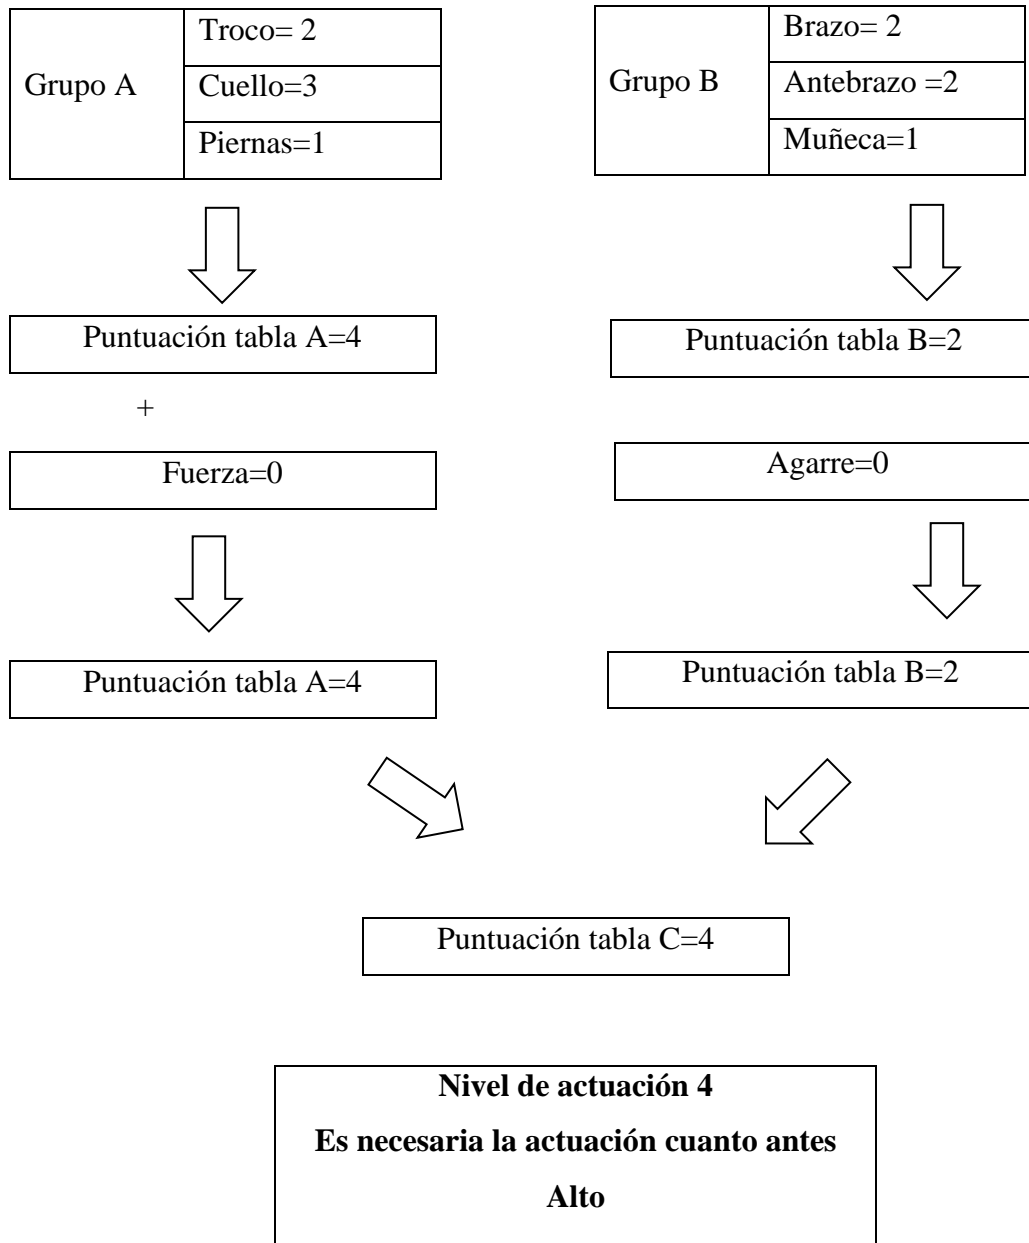 Grupo A
Troco= 2
Cuello=3
Piernas=1
Grupo B
Brazo= 2
Antebrazo =2
Muñeca=1
Puntuación tabla A=4
Puntuación tabla B=2
+
Fuerza=0
Agarre=0
Puntuación tabla A=4
Puntuación tabla B=2
Puntuación tabla C=4
Nivel de actuación 4
Es necesaria la actuación cuanto antes
Alto